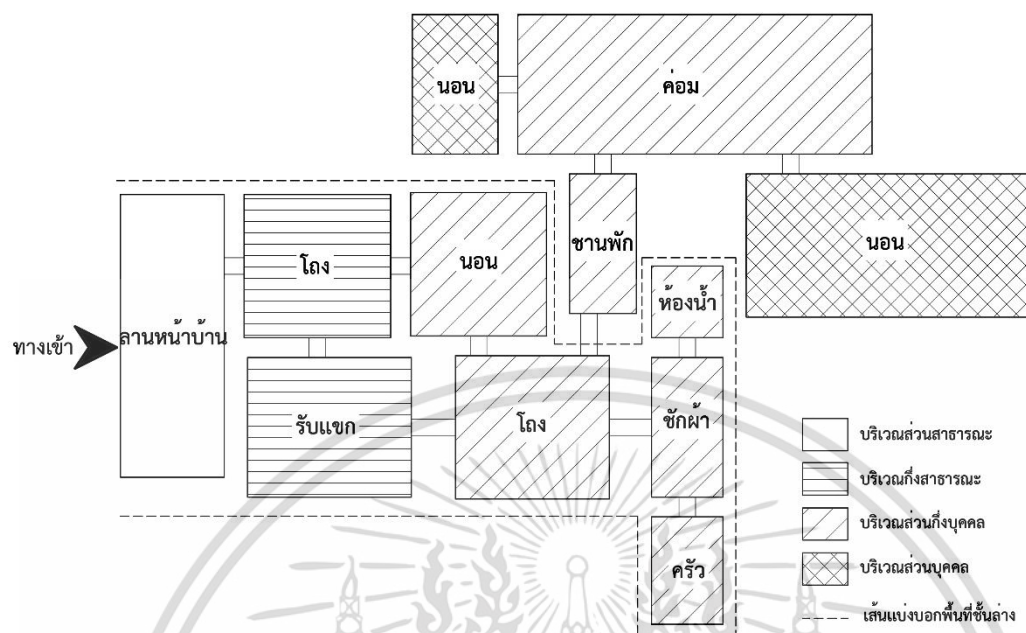 นอน
ค่อม
ชานพัก
นอน
โถง
นอน
ห้องน้ำ
ทางเข้า
ลานหน้าบ้าน
รับแขก
โถง
ซักผ้า
ครัว
บริเวณส่วนสาธารณะ
บริเวณกึ่งสาธารณะ
บริเวณส่วนกึ่งบุคคล
บริเวณส่วนบุคคล
เส้นแบ่งบอกพื้นที่ชั้นล่าง